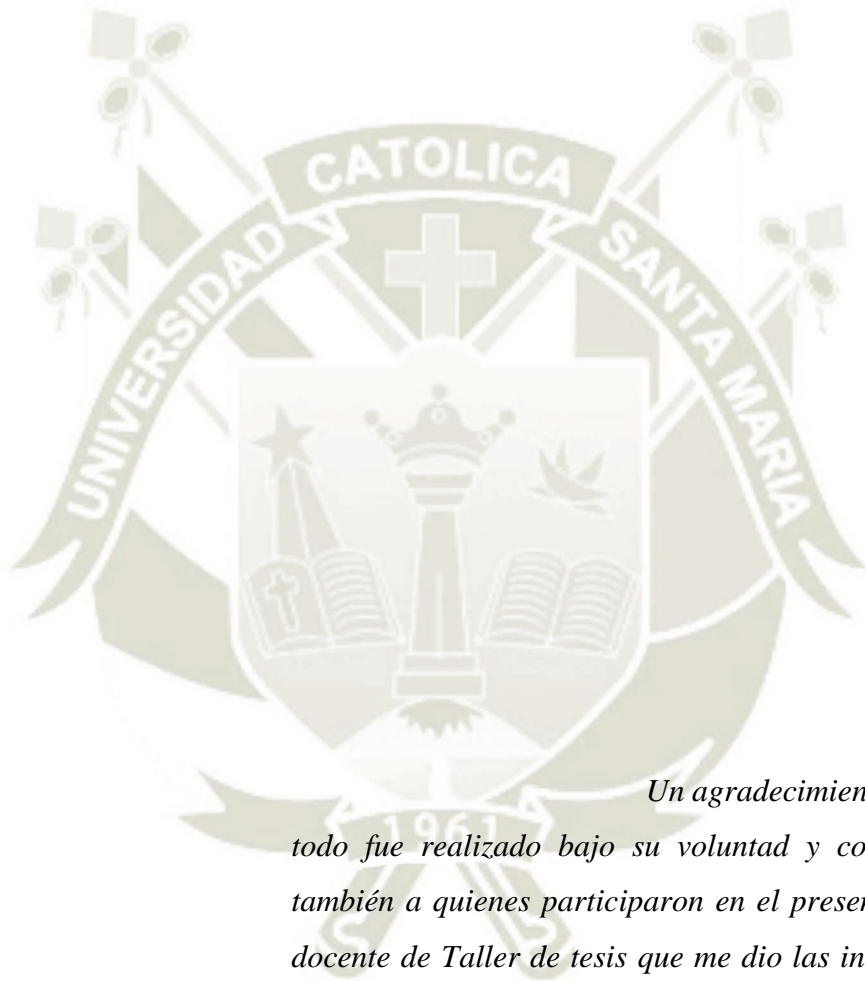 CATOLICA
UNIVERSIDAD
SANTA MARIA
Un agradecimien
todo fue realizado bajo su voluntad y co
también a quienes participaron en el presen
docente de Taller de tesis que me dio las in
1961